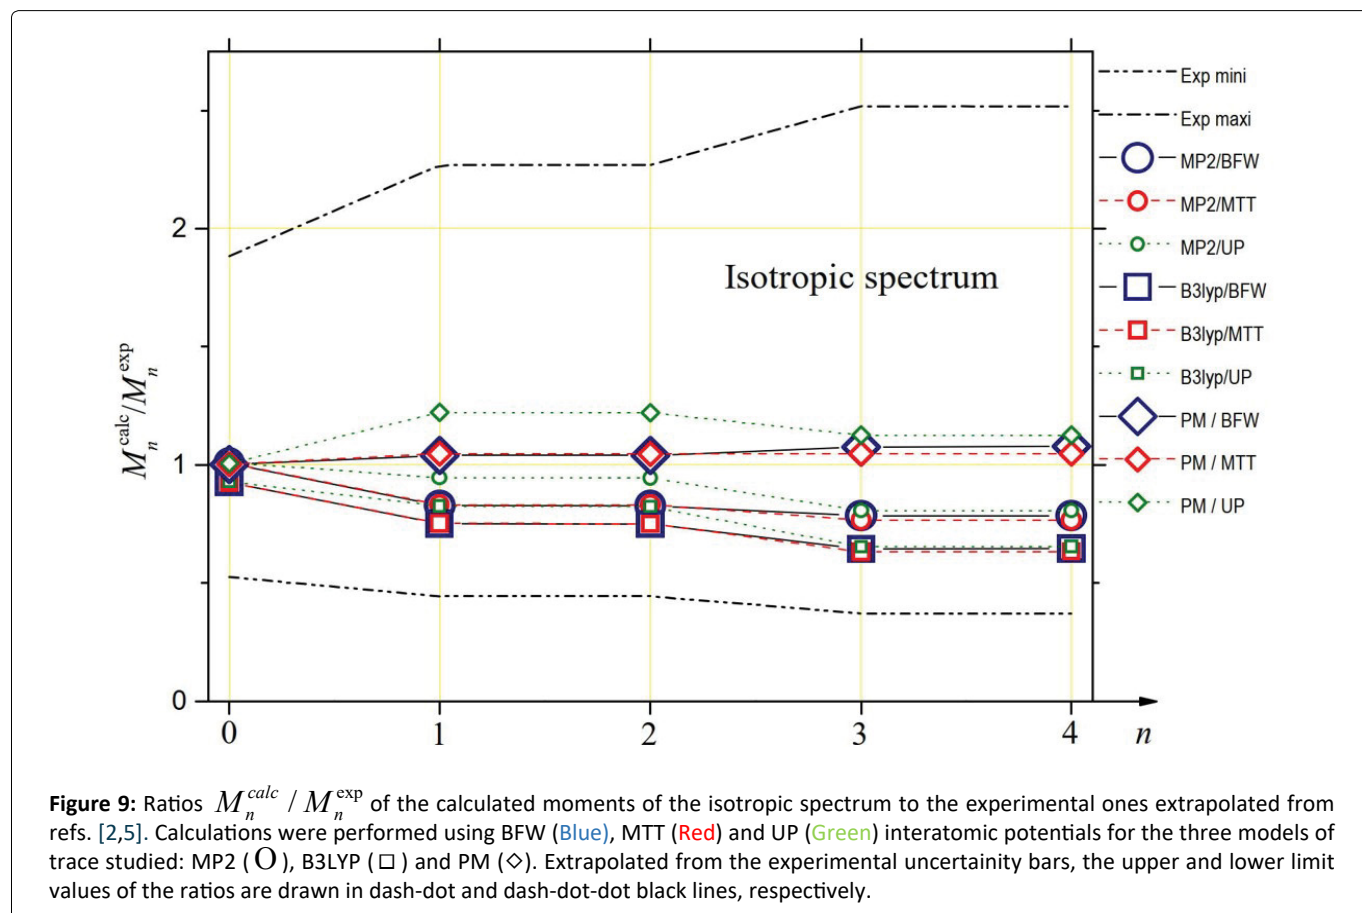 Exp mini
Exp maxi
MP2/BFW
MP2/MTT
MP2/UP
B3lyp/BFW
B3lyp/MTT
B3lyp/UP
PM / BFW
PM / MTT
PM / UP
Isotropic spectrum
M_n^calc/M_n^exp
2
1
0
0 1 2 3 4 n
Figure 9: Ratios M_n^calc / M_n^exp of the calculated moments of the isotropic spectrum to the experimental ones extrapolated from
refs. [2,5]. Calculations were performed using BFW (Blue), MTT (Red) and UP (Green) interatomic potentials for the three models of
trace studied: MP2 (O), B3LYP (□) and PM (◇). Extrapolated from the experimental uncertainity bars, the upper and lower limit
values of the ratios are drawn in dash-dot and dash-dot-dot black lines, respectively.